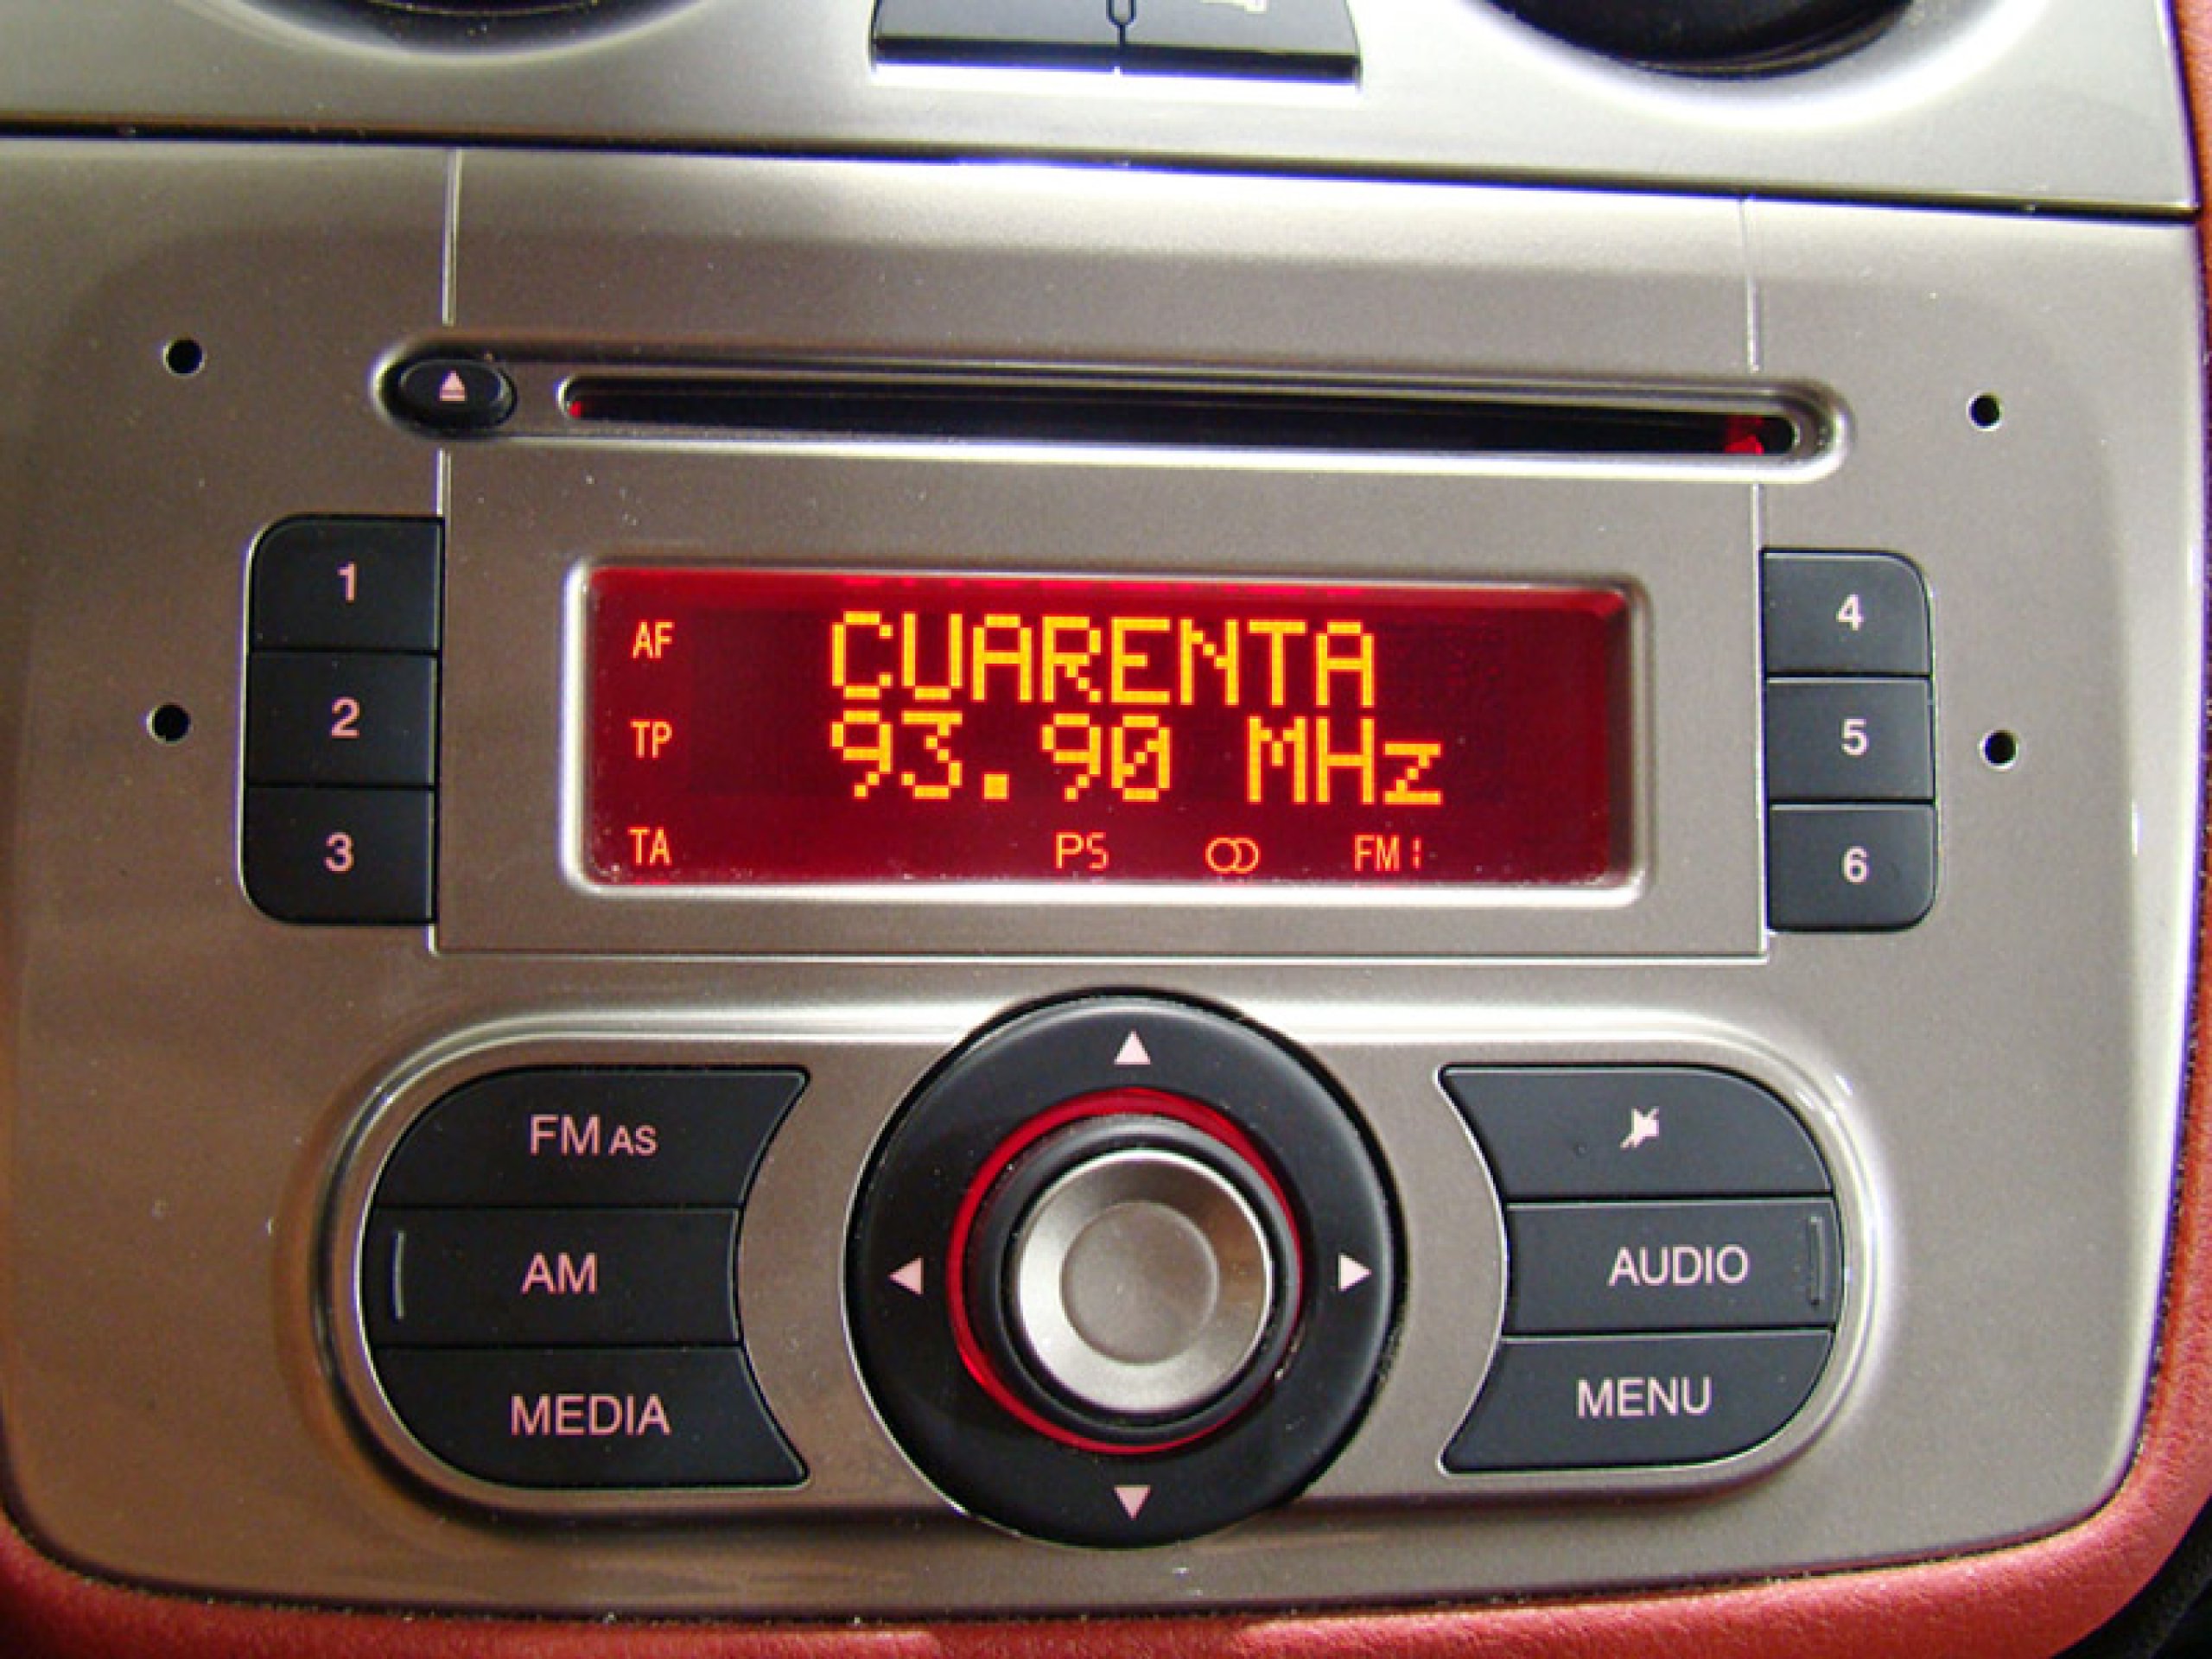 1
2
3
AF
CUARENTA
TP
93.90 MHz
TA
PS
FM1
4
5
6
FM AS
AM
MEDIA
AUDIO
MENU